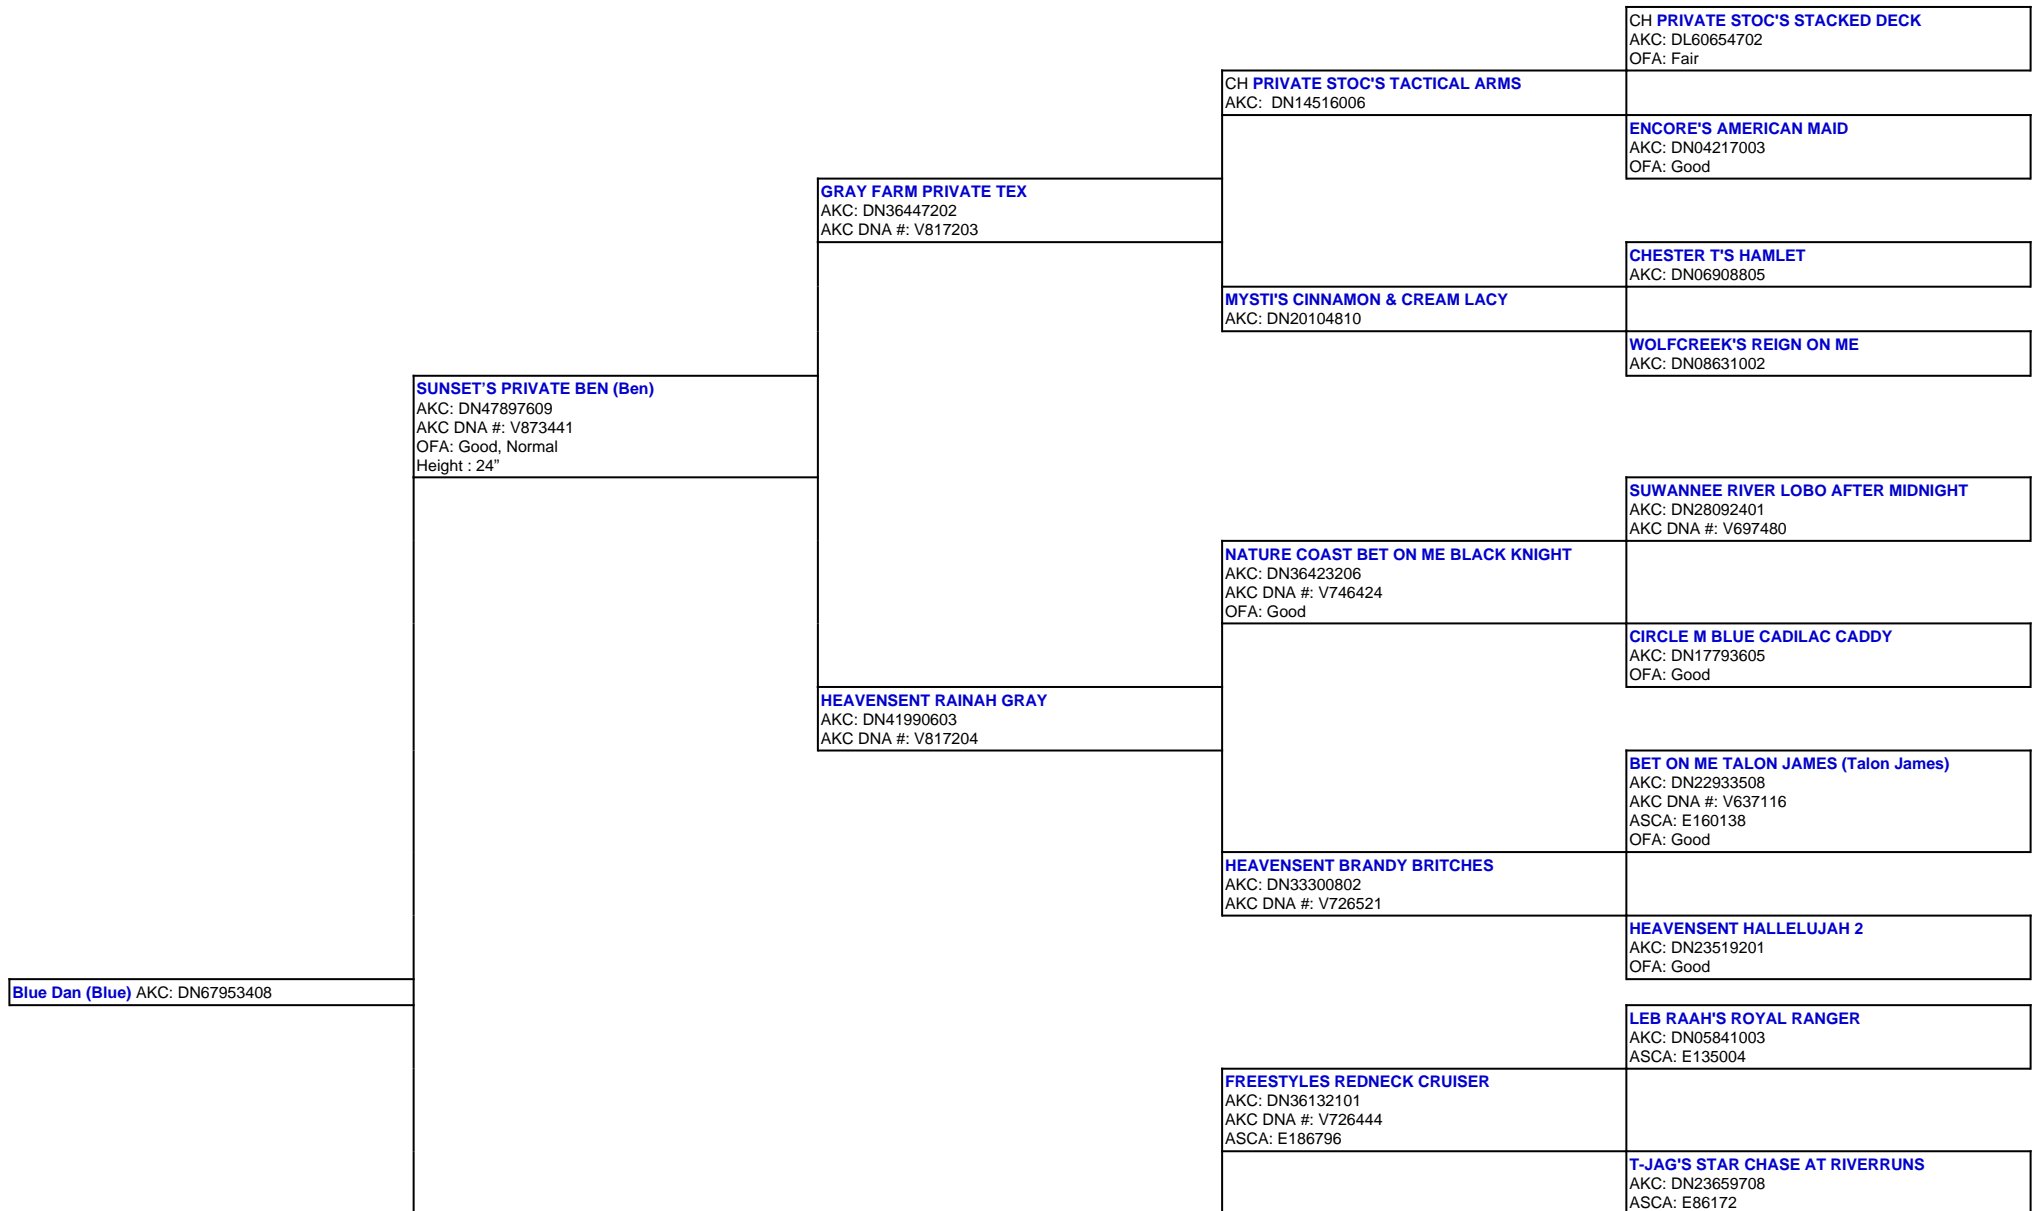 CH PRIVATE STOC'S STACKED DECK
AKC: DL60654702
OFA: Fair
CH PRIVATE STOC'S TACTICAL ARMS
AKC:  DN14516006
ENCORE'S AMERICAN MAID
AKC: DN04217003
OFA: Good
GRAY FARM PRIVATE TEX
AKC: DN36447202
AKC DNA #: V817203
CHESTER T'S HAMLET
AKC: DN06908805
MYSTI'S CINNAMON & CREAM LACY
AKC: DN20104810
WOLFCREEK'S REIGN ON ME
AKC: DN08631002
SUNSET’S PRIVATE BEN (Ben)
AKC: DN47897609
AKC DNA #: V873441
OFA: Good, Normal
Height : 24”
SUWANNEE RIVER LOBO AFTER MIDNIGHT
AKC: DN28092401
AKC DNA #: V697480
NATURE COAST BET ON ME BLACK KNIGHT
AKC: DN36423206
AKC DNA #: V746424
OFA: Good
CIRCLE M BLUE CADILAC CADDY
AKC: DN17793605
OFA: Good
HEAVENSENT RAINAH GRAY
AKC: DN41990603
AKC DNA #: V817204
BET ON ME TALON JAMES (Talon James)
AKC: DN22933508
AKC DNA #: V637116
ASCA: E160138
OFA: Good
HEAVENSENT BRANDY BRITCHES
AKC: DN33300802
AKC DNA #: V726521
HEAVENSENT HALLELUJAH 2
AKC: DN23519201
OFA: Good
Blue Dan (Blue) AKC: DN67953408
LEB RAAH'S ROYAL RANGER
AKC: DN05841003
ASCA: E135004
FREESTYLES REDNECK CRUISER
AKC: DN36132101
AKC DNA #: V726444
ASCA: E186796
T-JAG'S STAR CHASE AT RIVERRUNS
AKC: DN23659708
ASCA: E86172